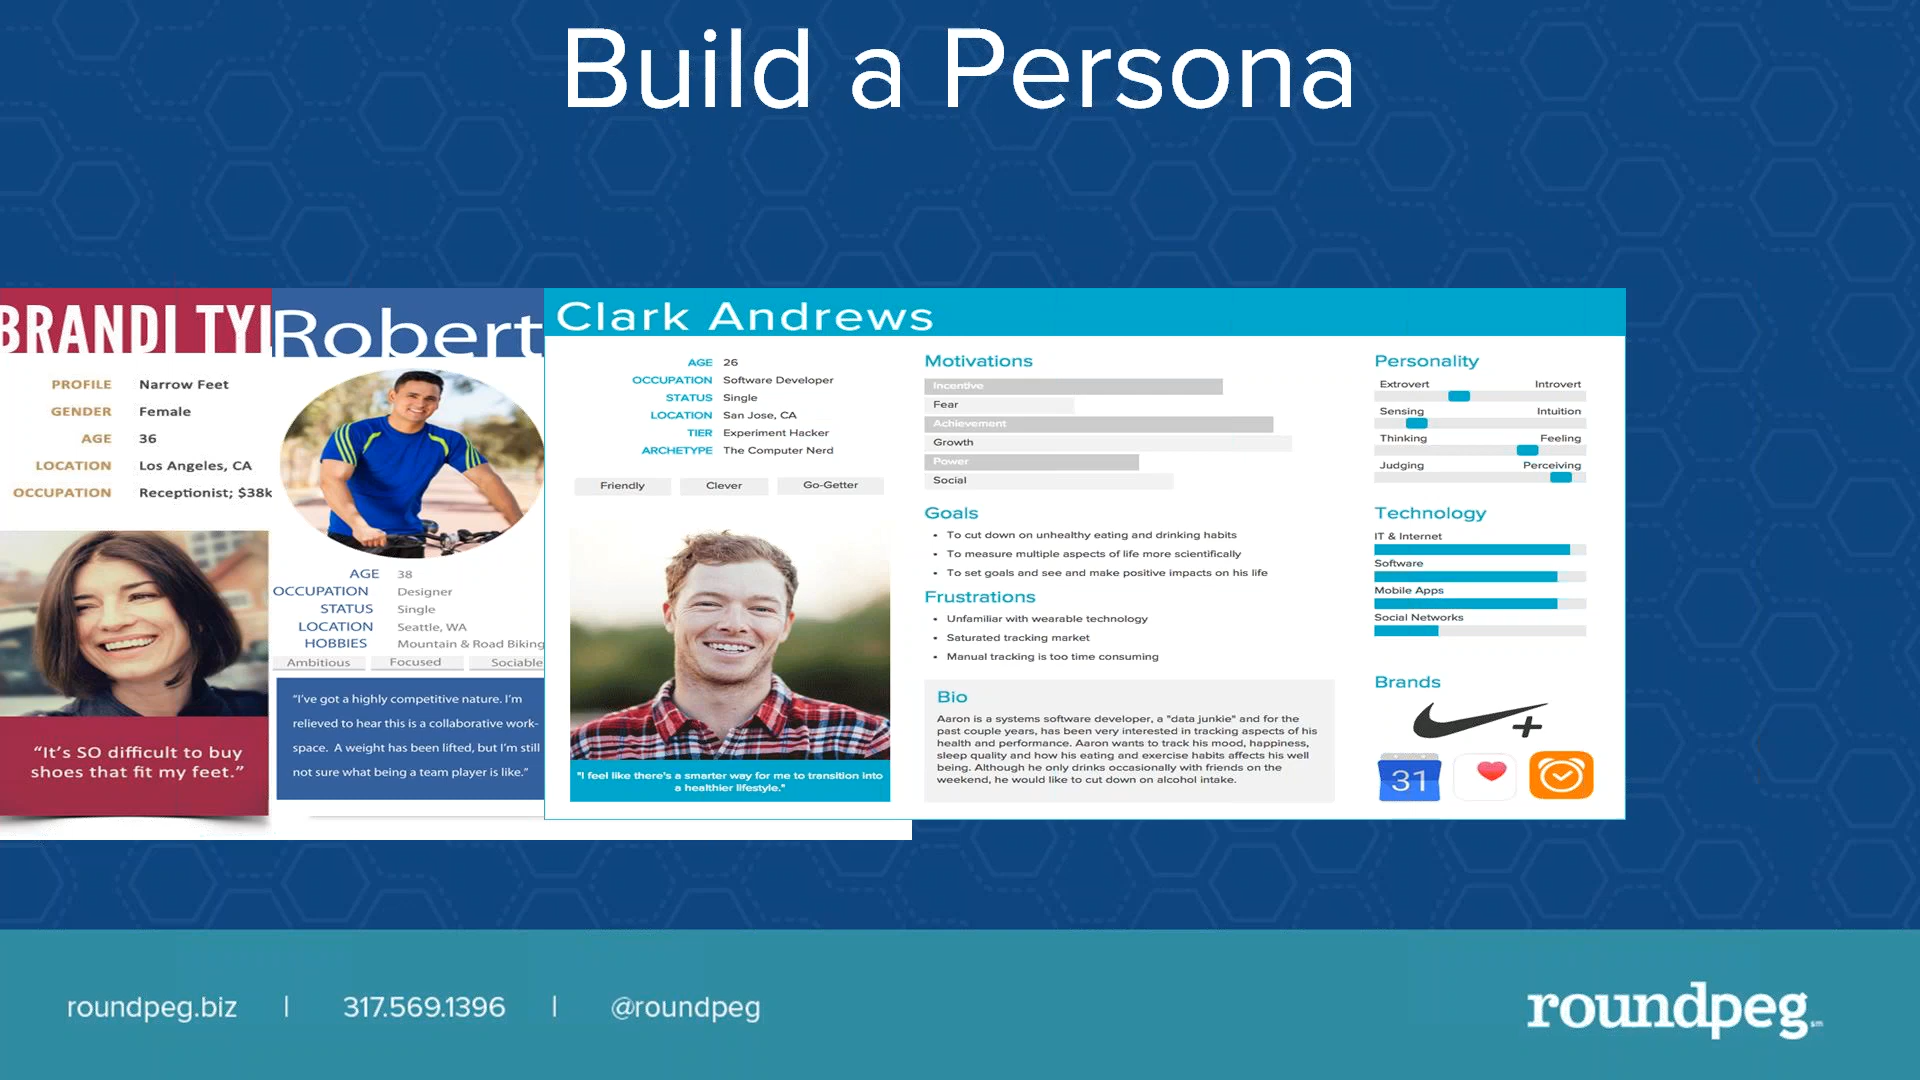 Build a Persona
BRANDI TYL
PROFILE Narrow Feet
GENDER Female
AGE 36
LOCATION Los Angeles, CA
OCCUPATION Receptionist; $38k
“It’s SO difficult to buy
shoes that fit my feet.”
Robert
AGE 38
OCCUPATION Designer
STATUS Single
LOCATION Seattle, WA
HOBBIES Mountain & Road Biking
Ambitious Focused Sociable
“I’ve got a highly competitive nature. I’m
relieved to hear this is a collaborative work-
space. A weight has been lifted, but I’m still
not sure what being a team player is like.”
Clark Andrews
AGE 26
OCCUPATION Software Developer
STATUS Single
LOCATION San Jose, CA
TIER Experiment Hacker
ARCHETYPE The Computer Nerd
Friendly Clever Go-Getter
"I feel like there's a smarter way for me to transition into
a healthier lifestyle."
Motivations
Incentive
Fear
Achievement
Growth
Power
Social
Goals
• To cut down on unhealthy eating and drinking habits
• To measure multiple aspects of life more scientifically
• To set goals and see and make positive impacts on his life
Frustrations
• Unfamiliar with wearable technology
• Saturated tracking market
• Manual tracking is too time consuming
Bio
Aaron is a systems software developer, a "data junkie" and for the
past couple years, has been very interested in tracking aspects of his
health and performance. Aaron wants to track his mood, happiness,
sleep quality and how his eating and exercise habits affects his well
being. Although he only drinks occasionally with friends on the
weekend, he would like to cut down on alcohol intake.
Personality
Extrovert Introvert
Sensing Intuition
Thinking Feeling
Judging Perceiving
Technology
IT & Internet
Software
Mobile Apps
Social Networks
Brands
31
roundpeg.biz | 317.569.1396 | @roundpeg
roundpeg